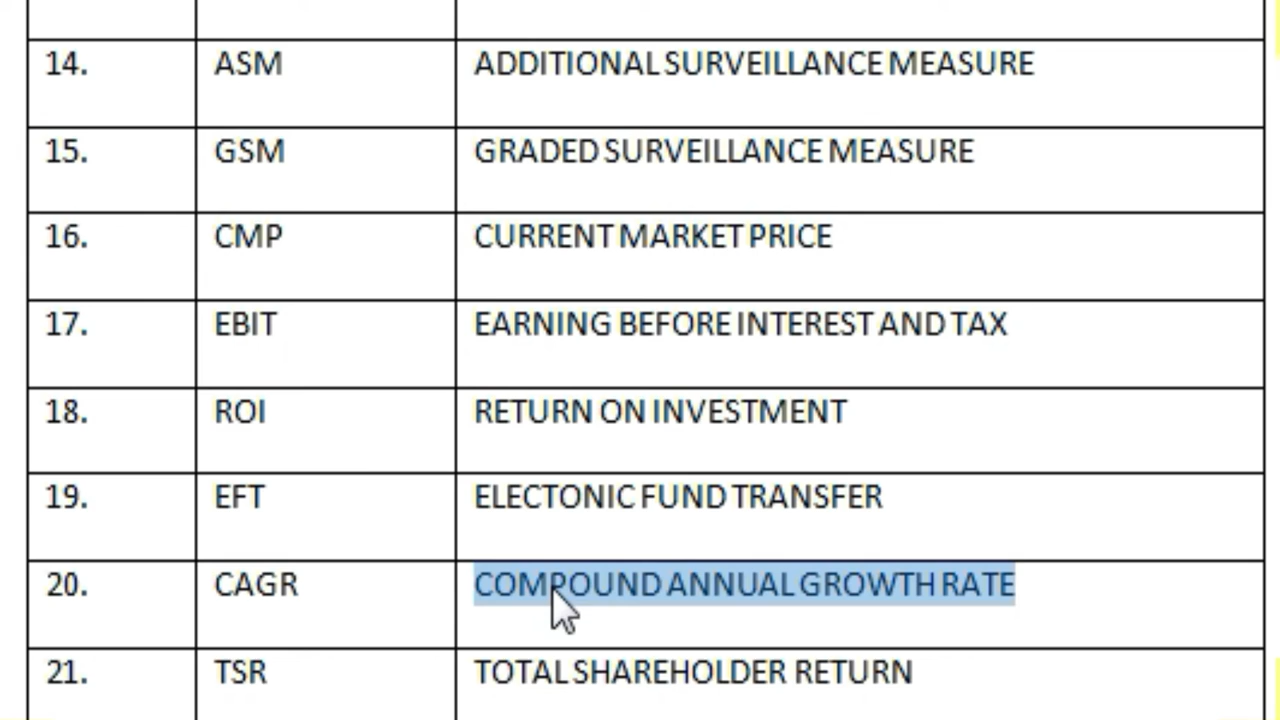 14. ASM ADDITIONAL SURVEILLANCE MEASURE
15. GSM GRADED SURVEILLANCE MEASURE
16. CMP CURRENT MARKET PRICE
17. EBIT EARNING BEFORE INTEREST AND TAX
18. ROI RETURN ON INVESTMENT
19. EFT ELECTONIC FUND TRANSFER
20. CAGR COMPOUND ANNUAL GROWTH RATE
21. TSR TOTAL SHAREHOLDER RETURN